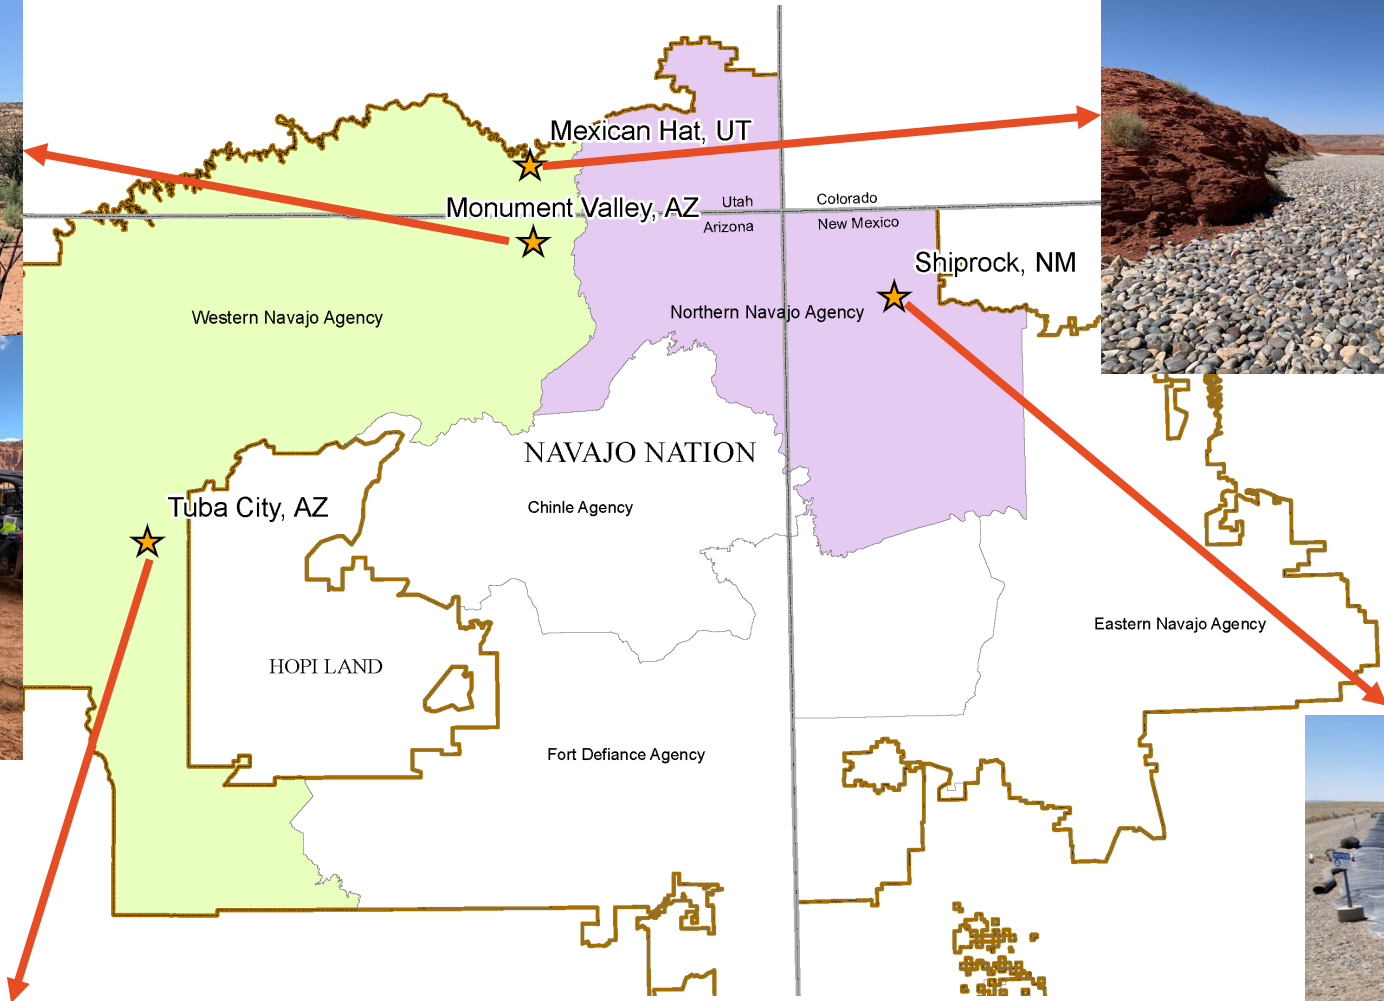 Mexican Hat, UT
Monument Valley, AZ
Utah
Colorado
Arizona
New Mexico
Shiprock, NM
Western Navajo Agency
Northern Navajo Agency
NAVAJO NATION
Tuba City, AZ
Chinle Agency
Eastern Navajo Agency
HOPI LAND
Fort Defiance Agency